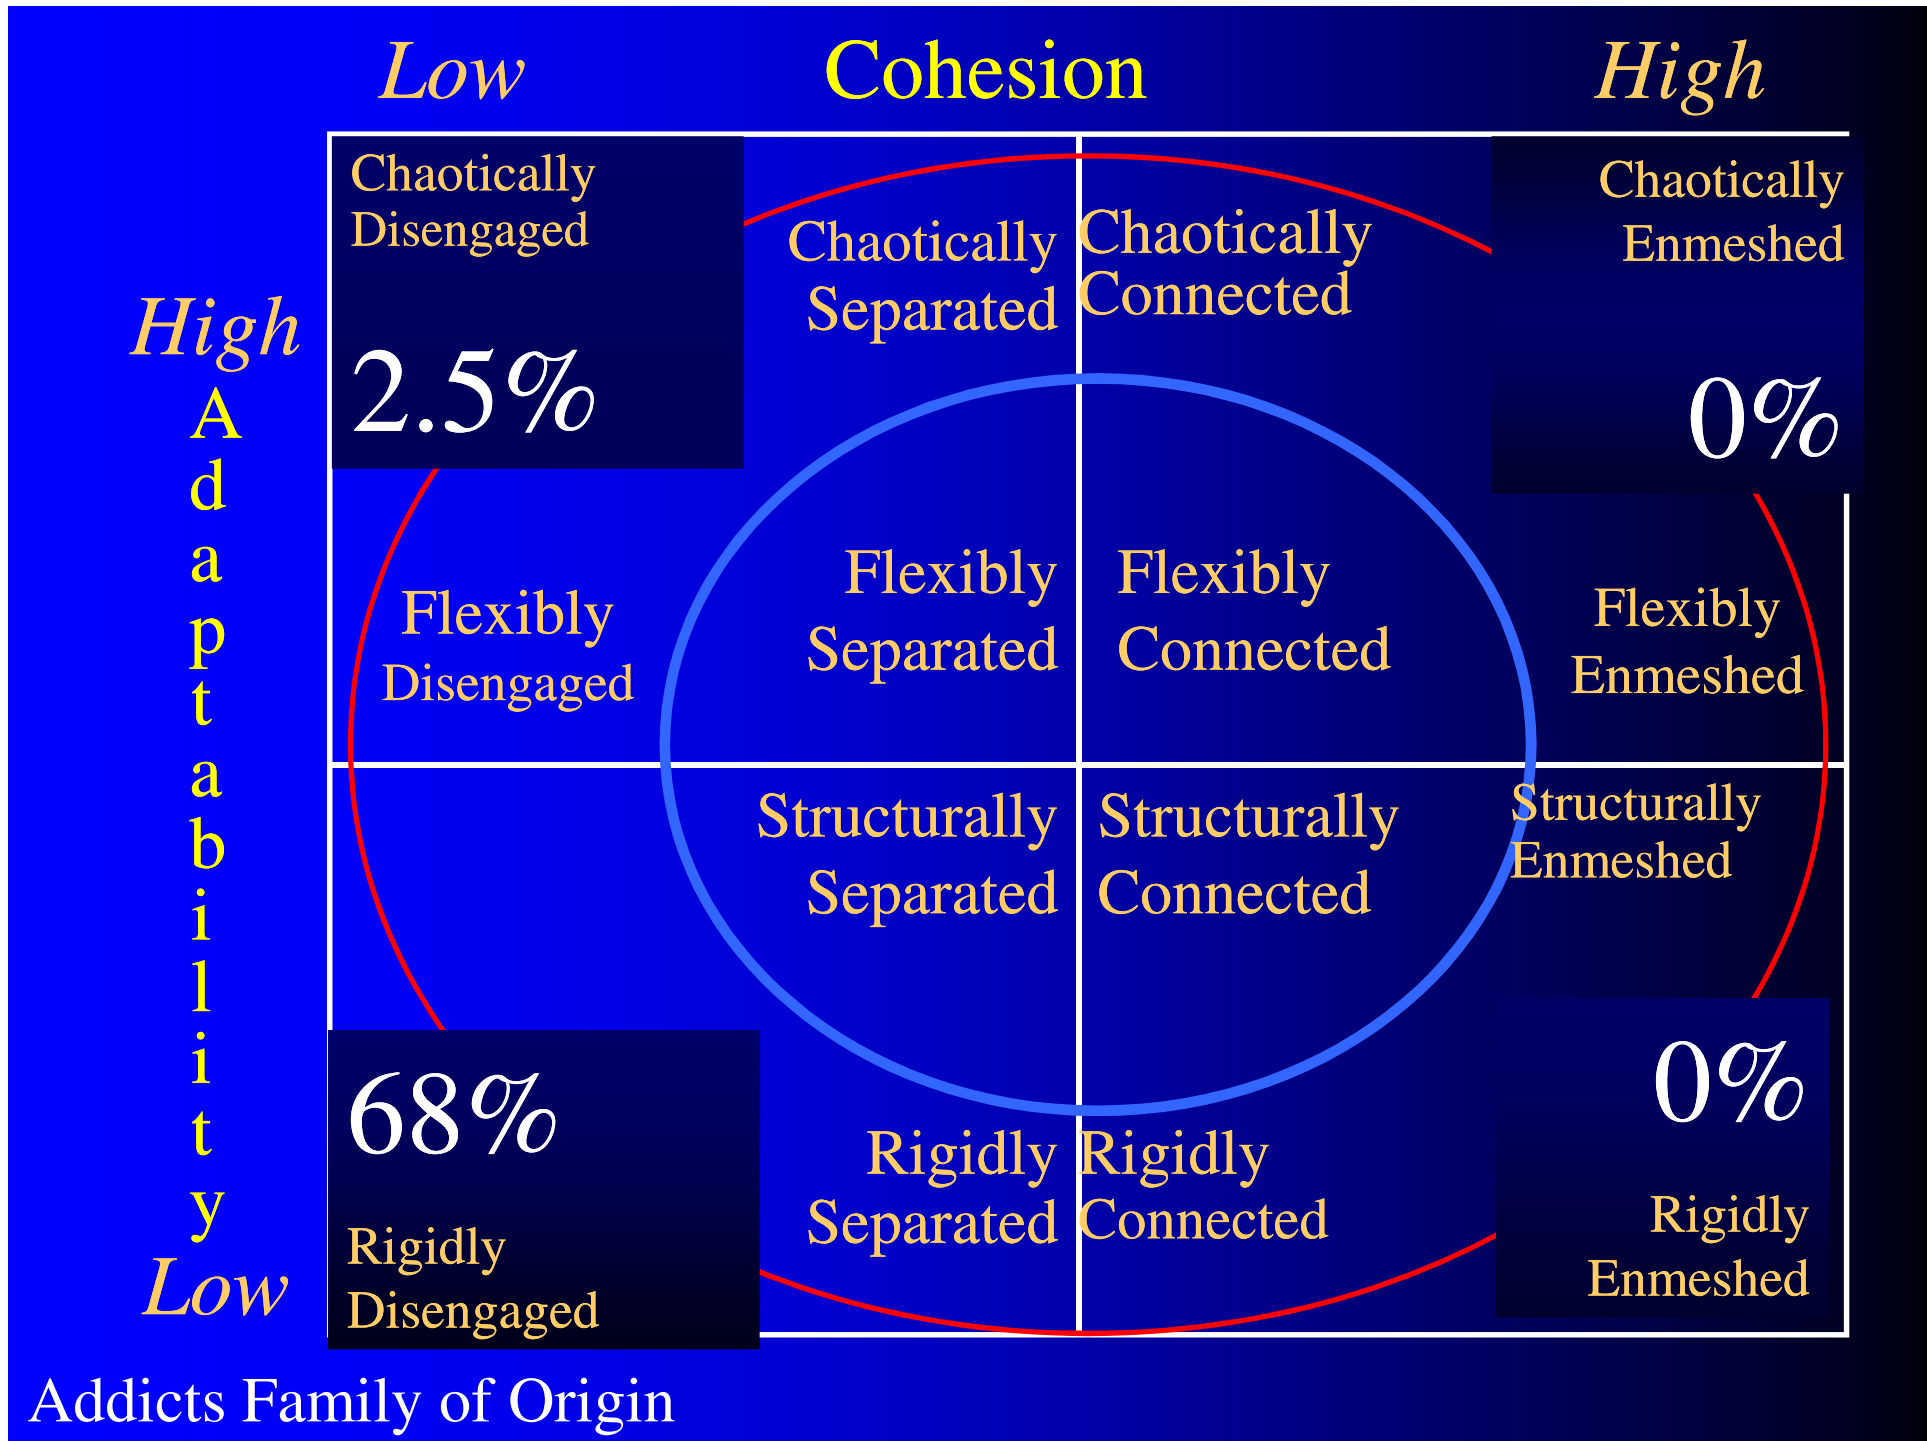 Low
Cohesion
High
Chaotically
Disengaged
2.5%
Chaotically
Separated
Chaotically
Connected
Chaotically
Enmeshed
0%
High
A
d
a
p
t
a
b
i
l
i
t
y
Low
Flexibly
Disengaged
Flexibly
Separated
Flexibly
Connected
Flexibly
Enmeshed
Structurally
Separated
Structurally
Connected
Structurally
Enmeshed
68%
Rigidly
Disengaged
Rigidly
Separated
Rigidly
Connected
0%
Rigidly
Enmeshed
Addicts Family of Origin